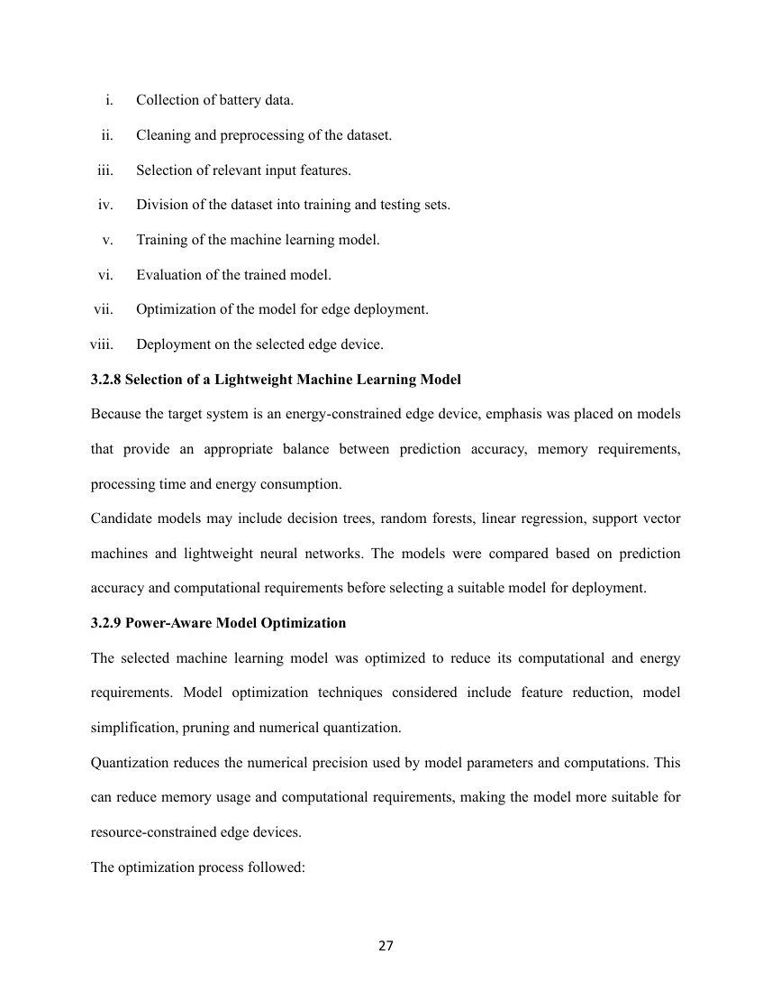 i. Collection of battery data.
ii. Cleaning and preprocessing of the dataset.
iii. Selection of relevant input features.
iv. Division of the dataset into training and testing sets.
v. Training of the machine learning model.
vi. Evaluation of the trained model.
vii. Optimization of the model for edge deployment.
viii. Deployment on the selected edge device.
3.2.8 Selection of a Lightweight Machine Learning Model
Because the target system is an energy-constrained edge device, emphasis was placed on models
that provide an appropriate balance between prediction accuracy, memory requirements,
processing time and energy consumption.
Candidate models may include decision trees, random forests, linear regression, support vector
machines and lightweight neural networks. The models were compared based on prediction
accuracy and computational requirements before selecting a suitable model for deployment.
3.2.9 Power-Aware Model Optimization
The selected machine learning model was optimized to reduce its computational and energy
requirements. Model optimization techniques considered include feature reduction, model
simplification, pruning and numerical quantization.
Quantization reduces the numerical precision used by model parameters and computations. This
can reduce memory usage and computational requirements, making the model more suitable for
resource-constrained edge devices.
The optimization process followed:
27